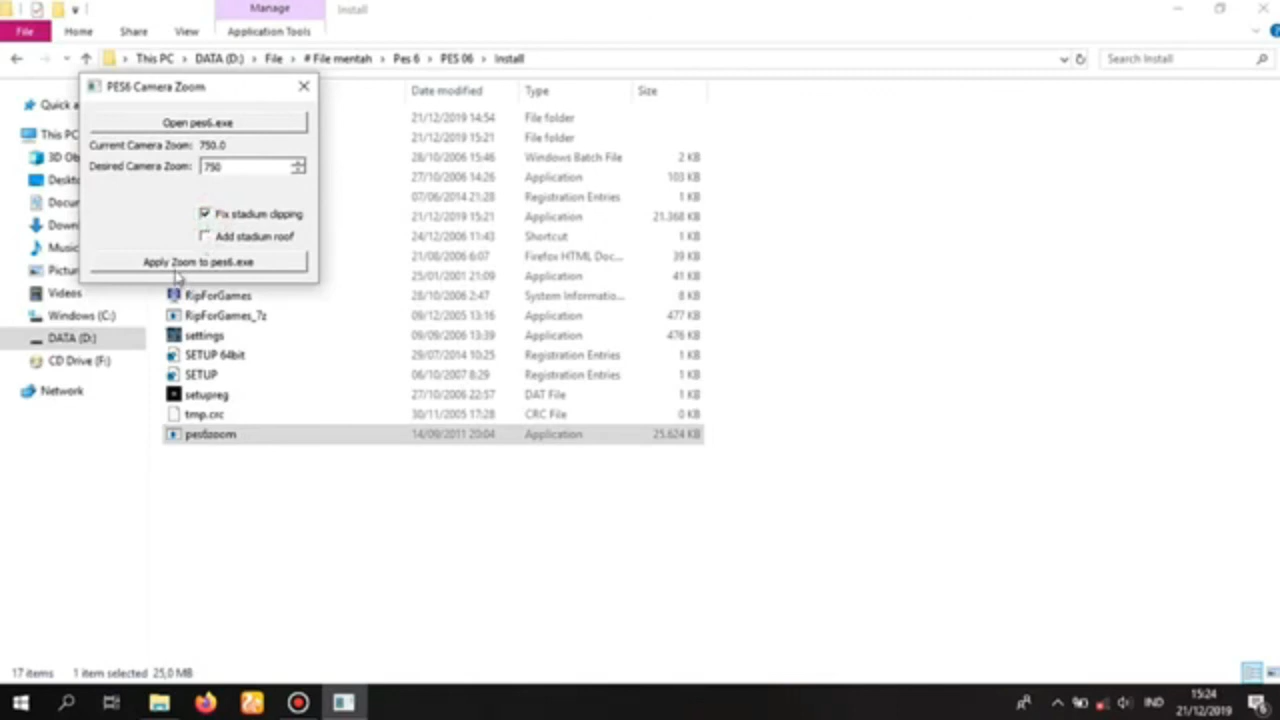 Manage
Install
File
Home
Share
View
Application Tools
This PC › DATA (D:) › File › # File mentah › Pes 6 › PES 06 › Install
Search Install
PES6 Camera Zoom
Open pes6.exe
Current Camera Zoom: 750.0
Desired Camera Zoom: 750
Fix stadium clipping
Add stadium roof
Apply Zoom to pes6.exe
Quick a
This PC
3D Ob
Deskto
Docum
Down
Music
Pictur
Videos
Windows (C:)
DATA (D:)
CD Drive (F:)
Network
Date modified Type Size
21/12/2019 14:54 File folder
21/12/2019 15:21 File folder
28/10/2006 15:46 Windows Batch File 2 KB
27/10/2006 14:26 Application 103 KB
07/06/2014 21:28 Registration Entries 1 KB
21/12/2019 15:21 Application 21.368 KB
24/12/2006 11:43 Shortcut 1 KB
21/08/2006 6:07 Firefox HTML Doc... 39 KB
25/01/2001 21:09 Application 41 KB
RipForGames 28/10/2006 2:47 System Informatio... 8 KB
RipForGames_7z 09/12/2005 13:16 Application 477 KB
settings 09/09/2006 13:39 Application 476 KB
SETUP 64bit 29/07/2014 10:25 Registration Entries 1 KB
SETUP 06/10/2007 8:29 Registration Entries 1 KB
setupreg 27/10/2006 22:57 DAT File 1 KB
tmp.crc 30/11/2005 17:28 CRC File 0 KB
pes6zoom 14/09/2011 20:04 Application 25.624 KB
17 items 1 item selected 25,0 MB
IND
15:24
21/12/2019